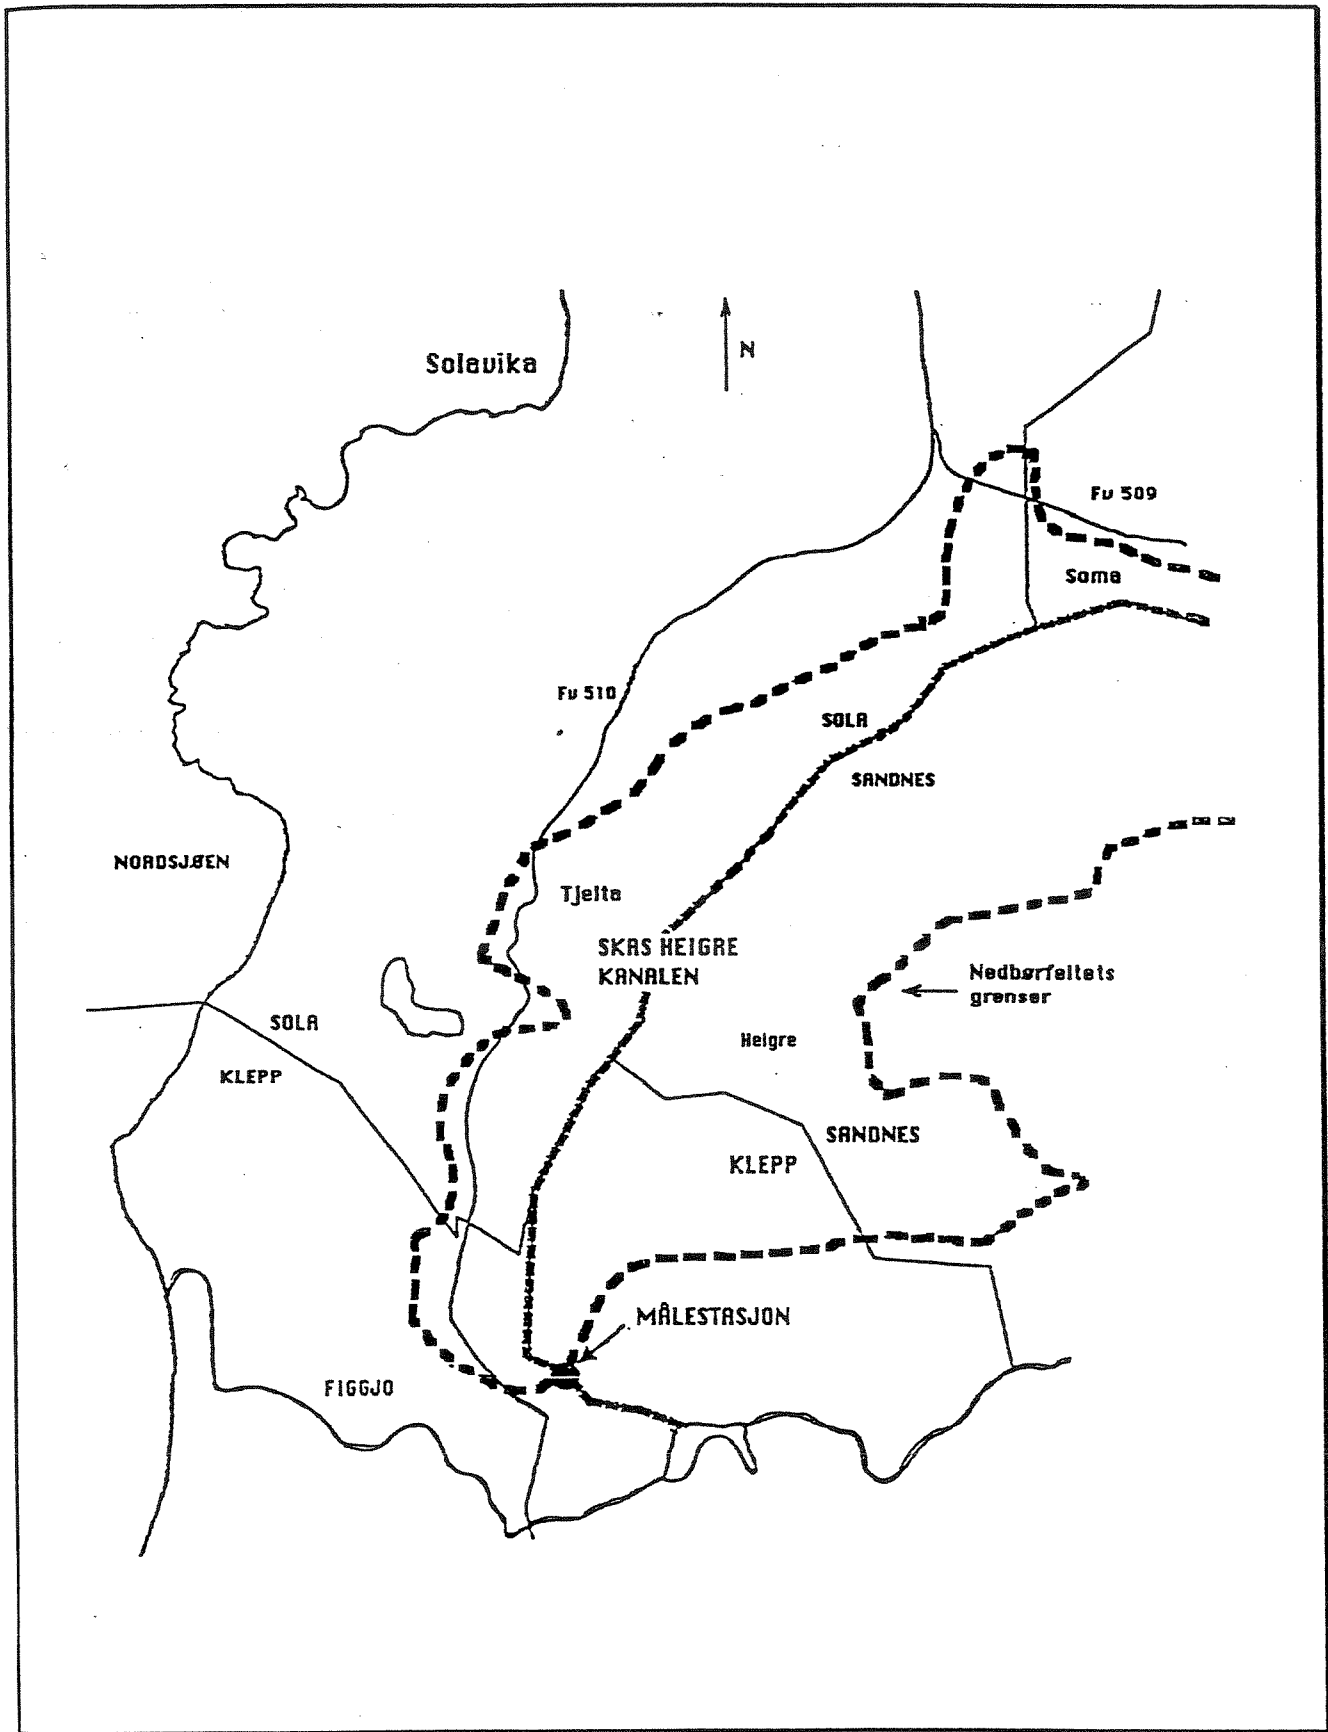 Solavika
N
Fv 509
Soma
Fv 510
SOLA
SANDNES
NORDSJØEN
Tjelta
SKAS HEIGRE
KANALEN
Nedbørfeltets
grenser
SOLA
Heigre
KLEPP
SANDNES
KLEPP
MÅLESTASJON
FIGGJO